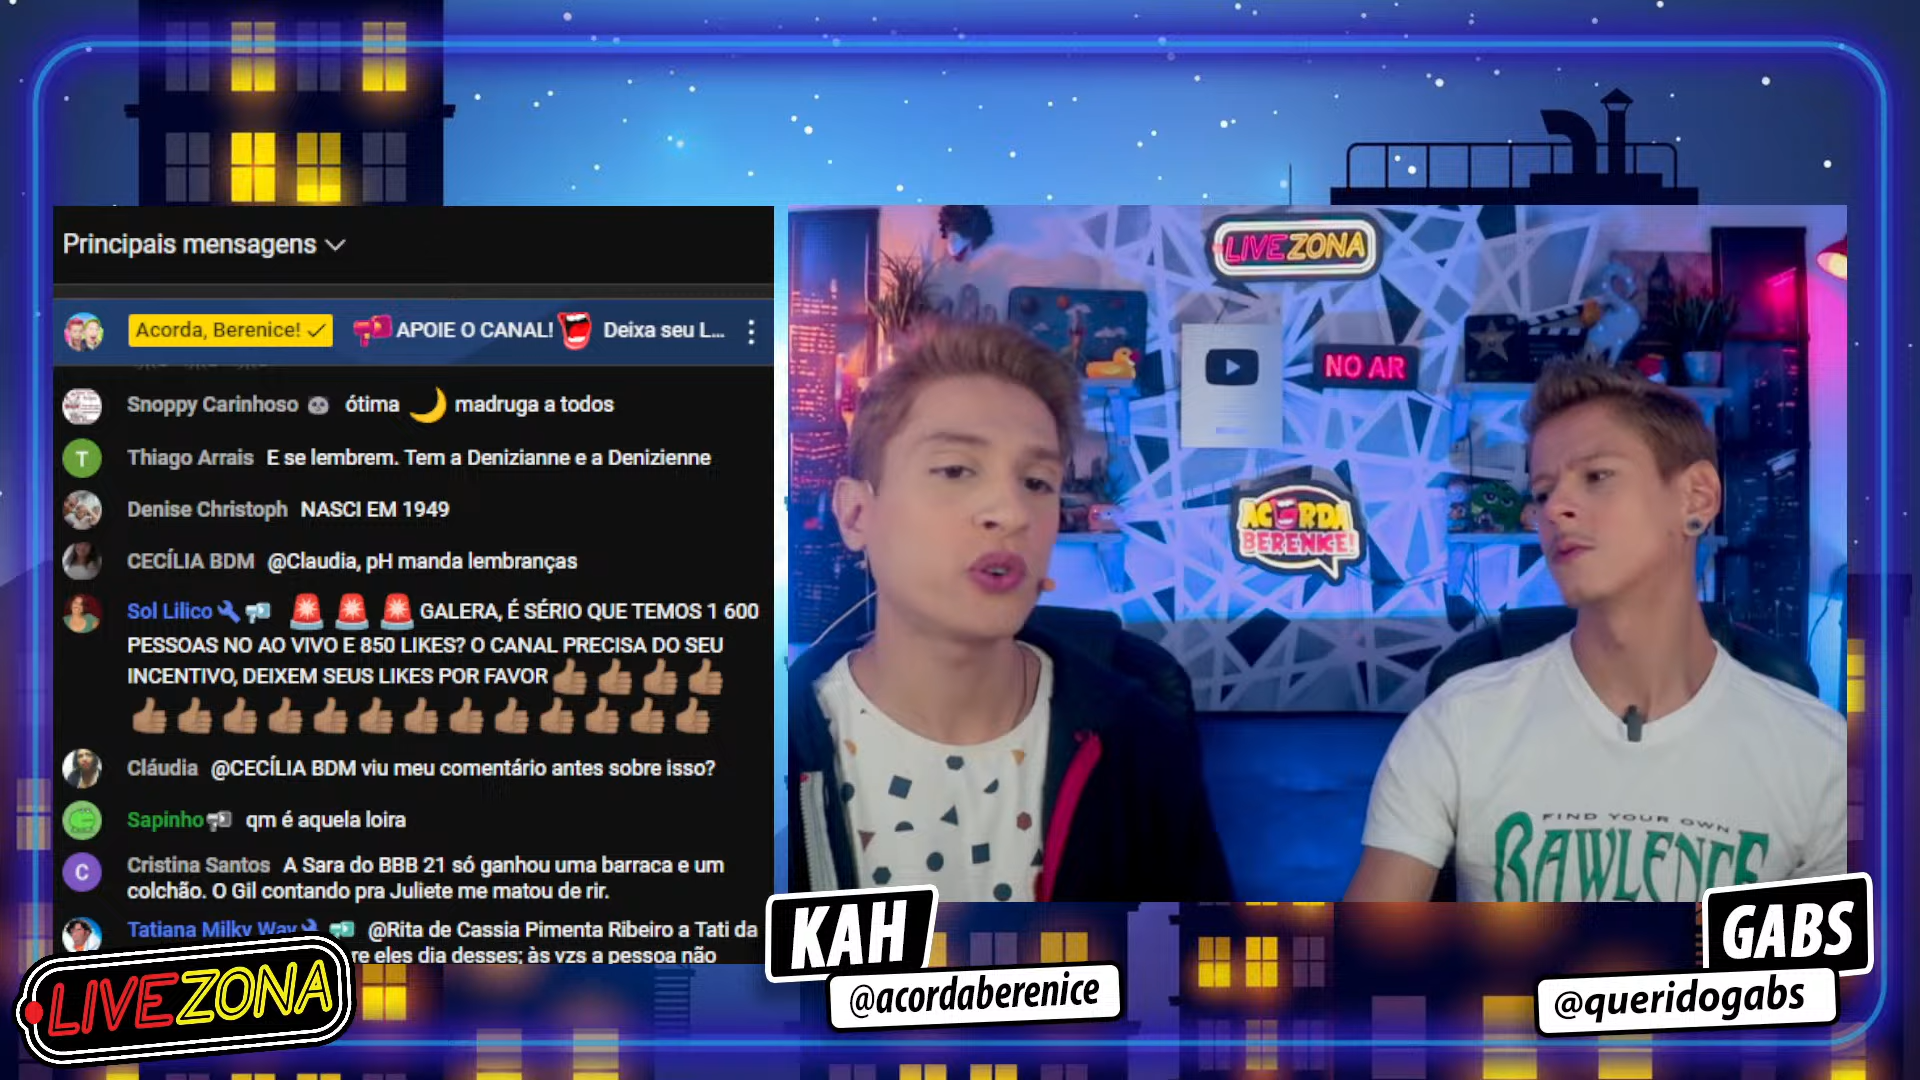 Principais mensagens
Acorda, Berenice! ✓ APOIE O CANAL! Deixa seu L...
Snoppy Carinhoso ótima 🌙 madruga a todos
T Thiago Arrais E se lembrem. Tem a Denizianne e a Denizienne
Denise Christoph NASCI EM 1949
CECÍLIA BDM @Claudia, pH manda lembranças
Sol Lilico 🚨 🚨 🚨 GALERA, É SÉRIO QUE TEMOS 1 600
PESSOAS NO AO VIVO E 850 LIKES? O CANAL PRECISA DO SEU
INCENTIVO, DEIXEM SEUS LIKES POR FAVOR 👍🏽 👍🏽 👍🏽 👍🏽
👍🏽 👍🏽 👍🏽 👍🏽 👍🏽 👍🏽 👍🏽 👍🏽 👍🏽 👍🏽 👍🏽 👍🏽 👍🏽
Cláudia @CECÍLIA BDM viu meu comentário antes sobre isso?
Sapinho qm é aquela loira
C Cristina Santos A Sara do BBB 21 só ganhou uma barraca e um
colchão. O Gil contando pra Juliete me matou de rir.
Tatiana Milky Way @Rita de Cassia Pimenta Ribeiro a Tati da
re eles dia desses; às vzs a pessoa não
LIVEZONA
LIVEZONA
NO AR
ACORDA
BERENICE!
FIND YOUR OWN
RAWLENCE
KAH
@acordaberenice
GABS
@queridogabs